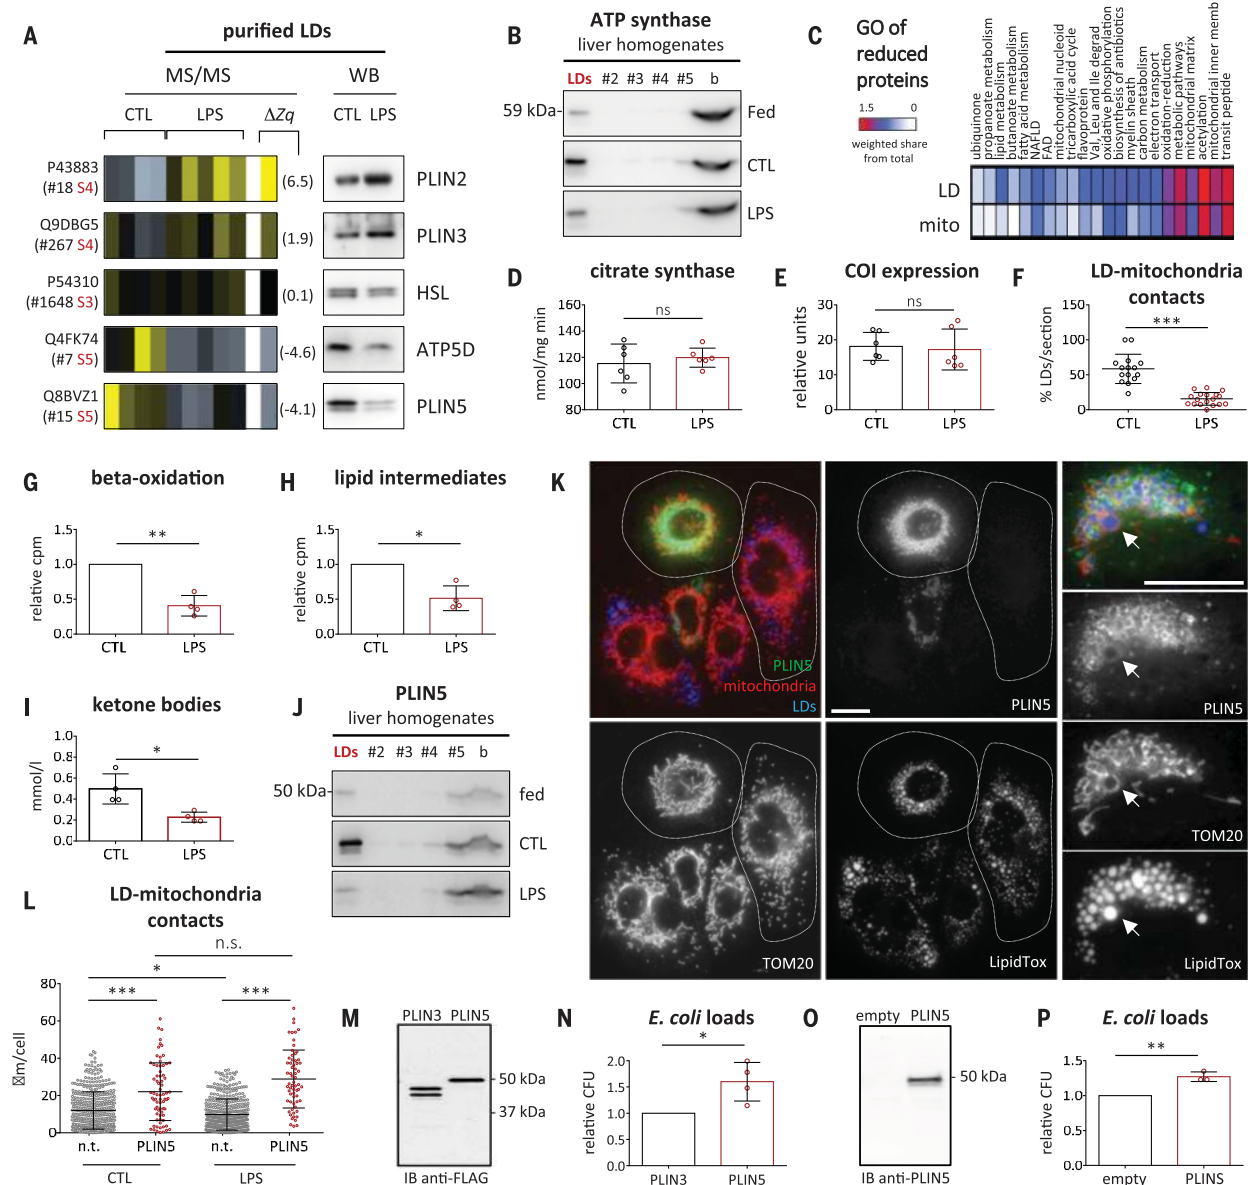 A
purified LDs
MS/MS
WB
CTL
LPS
ΔZq
CTL LPS
P43883
(#18 S4)
(6.5)
PLIN2
Q9DBG5
(#267 S4)
(1.9)
PLIN3
P54310
(#1648 S3)
(0.1)
HSL
Q4FK74
(#7 S5)
(-4.6)
ATP5D
Q8BVZ1
(#15 S5)
(-4.1)
PLIN5
B
ATP synthase
liver homogenates
LDs #2 #3 #4 #5 b
59 kDa-
Fed
CTL
LPS
C
GO of
reduced
proteins
1.5 0
weighted share
from total
ubiquinone
propanoate metabolism
lipid metabolism
butanoate metabolism
fatty acid metabolism
NAFLD
FAD
mitochondrial nucleoid
tricarboxylic acid cycle
flavoprotein
Val, Leu and Ile degrad
oxidative phosphorylation
biosynthesis of antibiotics
myelin sheath
carbon metabolism
electron transport
oxidation-reduction
metabolic pathways
mitochondrial matrix
acetylation
mitochondrial inner memb
transit peptide
LD
mito
D
citrate synthase
nmol/mg min
160
140
120
100
80
ns
CTL LPS
E
COI expression
relative units
30
20
10
0
ns
CTL LPS
F
LD-mitochondria
contacts
% LDs/section
150
100
50
0
***
CTL LPS
G
beta-oxidation
relative cpm
1.5
1.0
0.5
0.0
**
CTL LPS
H
lipid intermediates
relative cpm
1.5
1.0
0.5
0.0
*
CTL LPS
I
ketone bodies
mmol/l
1.0
0.8
0.6
0.4
0.2
0.0
*
CTL LPS
J
PLIN5
liver homogenates
LDs #2 #3 #4 #5 b
50 kDa-
fed
CTL
LPS
K
PLIN5
mitochondria
LDs
PLIN5
TOM20
LipidTox
PLIN5
TOM20
LipidTox
L
LD-mitochondria
contacts
n.s.
*
*** ***
m/cell
80
60
40
20
0
n.t. PLIN5 n.t. PLIN5
CTL LPS
M
PLIN3 PLIN5
- 50 kDa
- 37 kDa
IB anti-FLAG
N
E. coli loads
relative CFU
2.0
1.5
1.0
0.5
0.0
*
PLIN3 PLIN5
O
empty PLIN5
- 50 kDa
IB anti-PLIN5
P
E. coli loads
relative CFU
1.5
1.0
0.5
0.0
**
empty PLINS